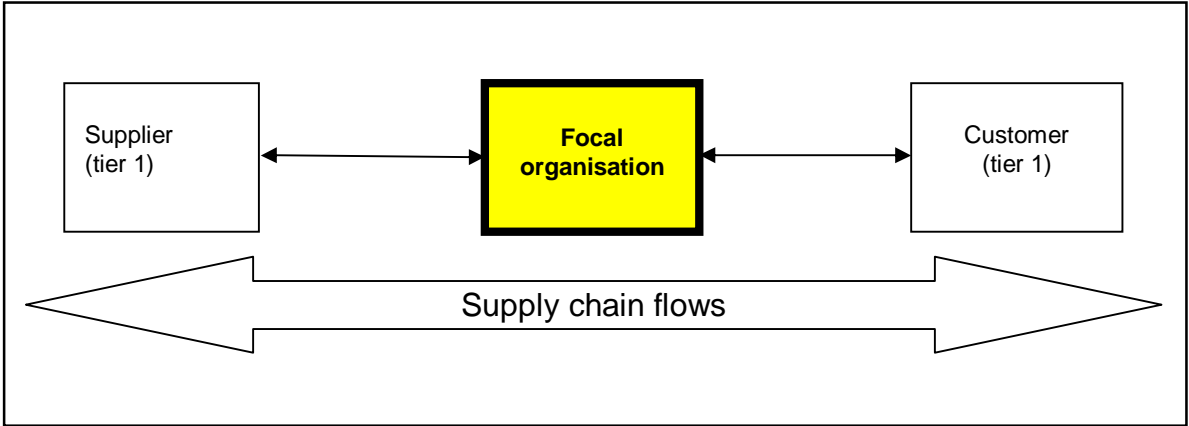 Supplier
(tier 1)
Focal
organisation
Customer
(tier 1)
Supply chain flows